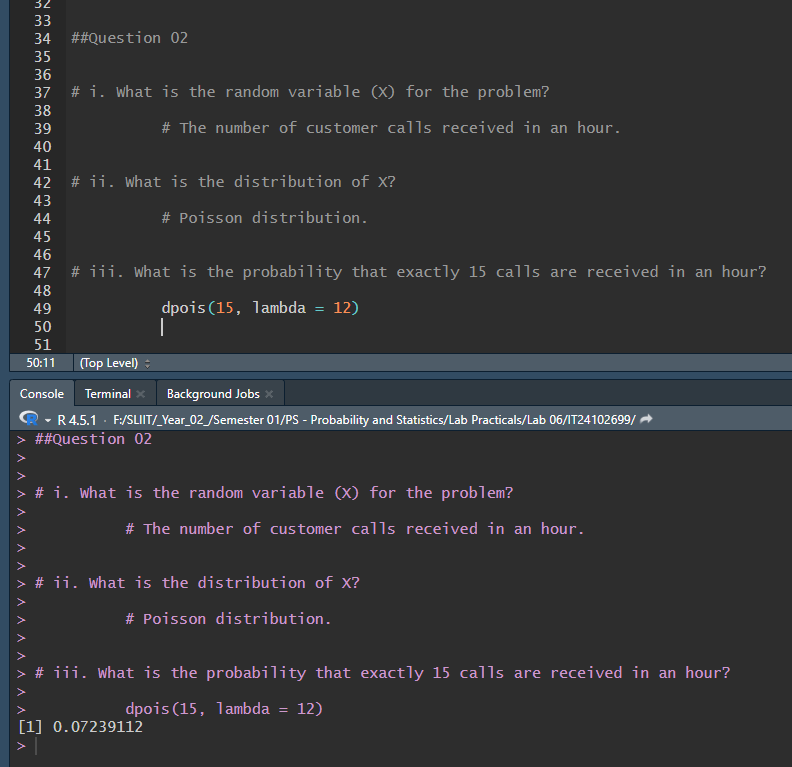 32
33
34 ##Question 02
35
36
37 # i. What is the random variable (X) for the problem?
38
39 # The number of customer calls received in an hour.
40
41
42 # ii. What is the distribution of X?
43
44 # Poisson distribution.
45
46
47 # iii. What is the probability that exactly 15 calls are received in an hour?
48
49 dpois(15, lambda = 12)
50
51
50:11 (Top Level)
Console Terminal Background Jobs
R 4.5.1 · F:/SLIIT/_Year_02_/Semester 01/PS - Probability and Statistics/Lab Practicals/Lab 06/IT24102699/
> ##Question 02
>
>
> # i. What is the random variable (X) for the problem?
>
> # The number of customer calls received in an hour.
>
>
> # ii. What is the distribution of X?
>
> # Poisson distribution.
>
>
> # iii. What is the probability that exactly 15 calls are received in an hour?
>
> dpois(15, lambda = 12)
[1] 0.07239112
>